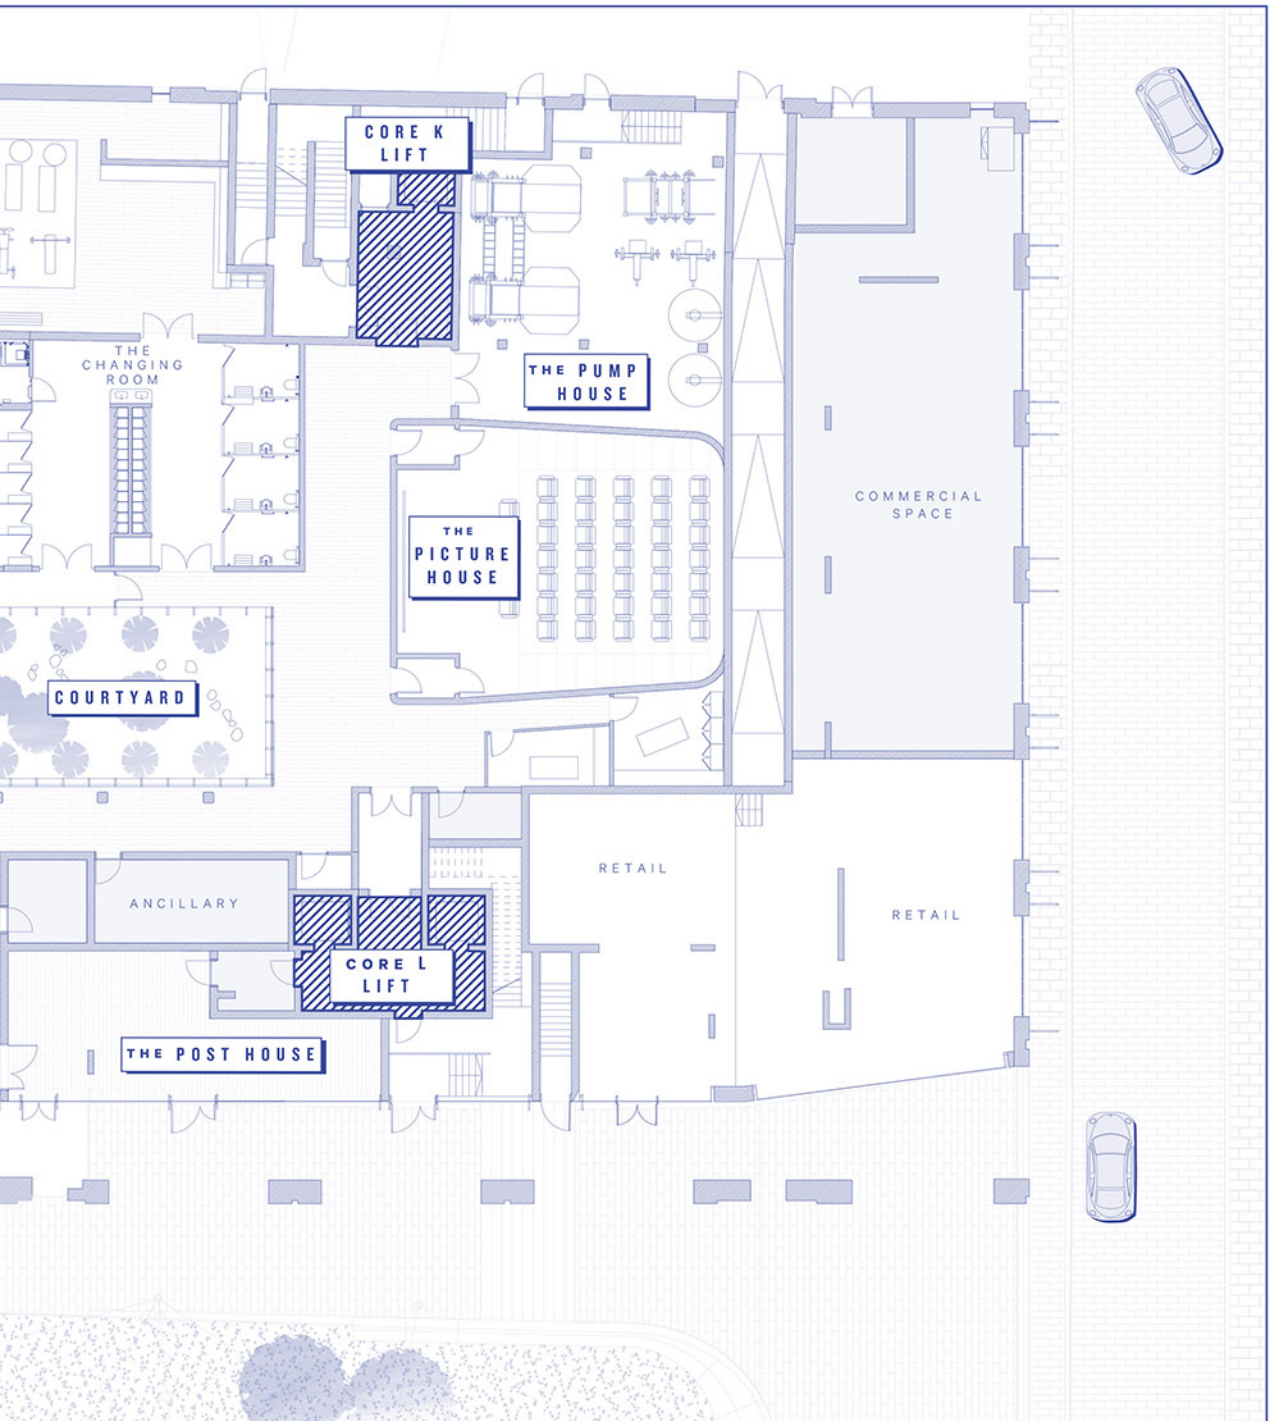 CORE K
LIFT
THE
CHANGING
ROOM
THE PUMP
HOUSE
COMMERCIAL
SPACE
THE
PICTURE
HOUSE
COURTYARD
RETAIL
ANCILLARY
RETAIL
CORE L
LIFT
THE POST HOUSE